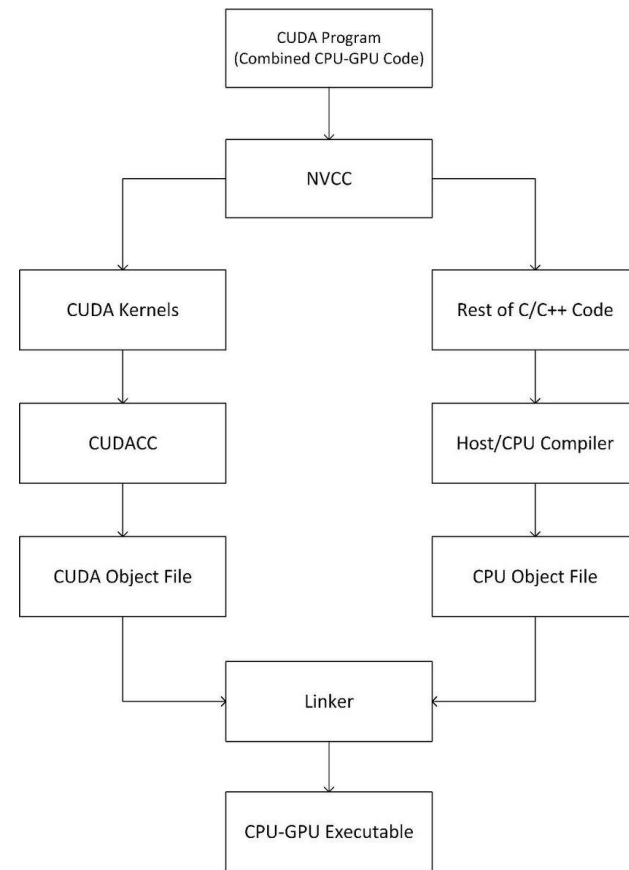 CUDA Program
(Combined CPU-GPU Code)
NVCC
CUDA Kernels
Rest of C/C++ Code
CUDACC
Host/CPU Compiler
CUDA Object File
CPU Object File
Linker
CPU-GPU Executable